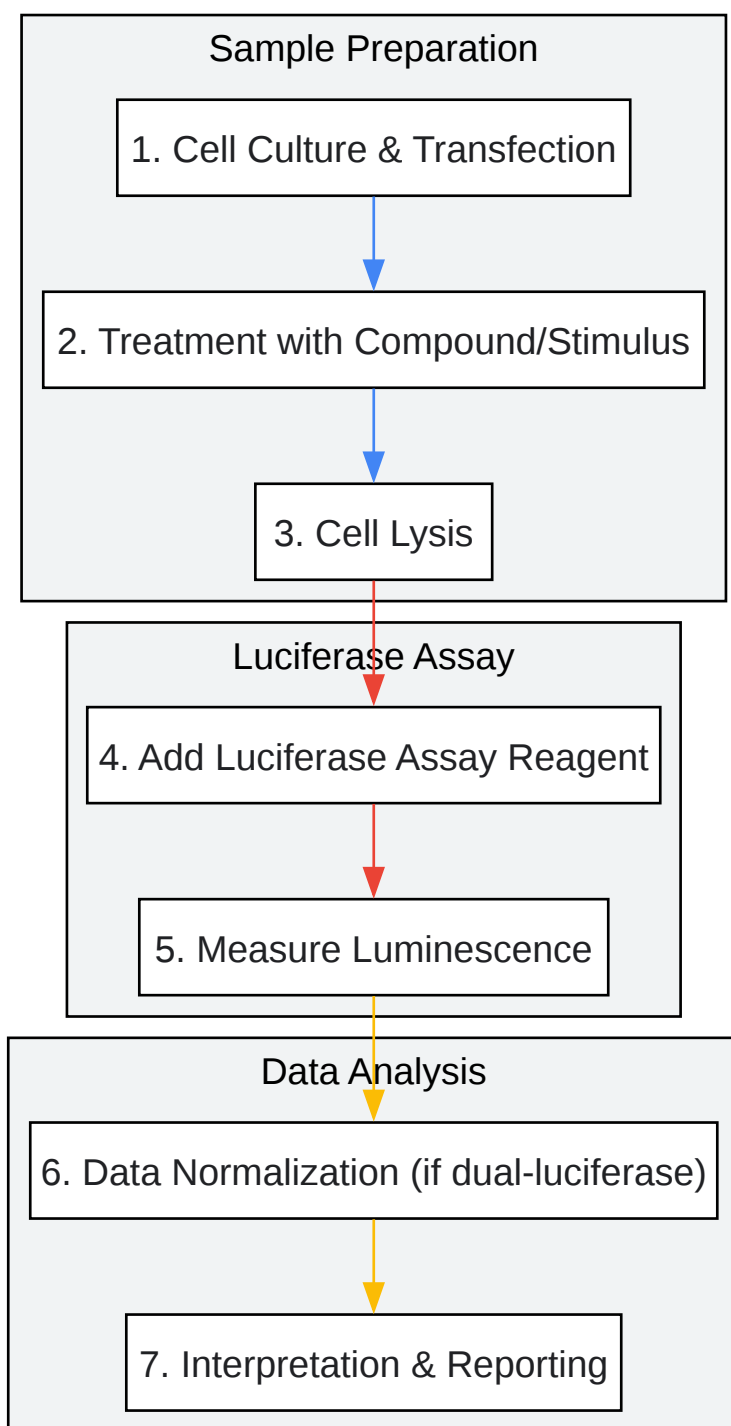 Sample Preparation
1. Cell Culture & Transfection
2. Treatment with Compound/Stimulus
3. Cell Lysis
Luciferase Assay
4. Add Luciferase Assay Reagent
5. Measure Luminescence
Data Analysis
6. Data Normalization (if dual-luciferase)
7. Interpretation & Reporting